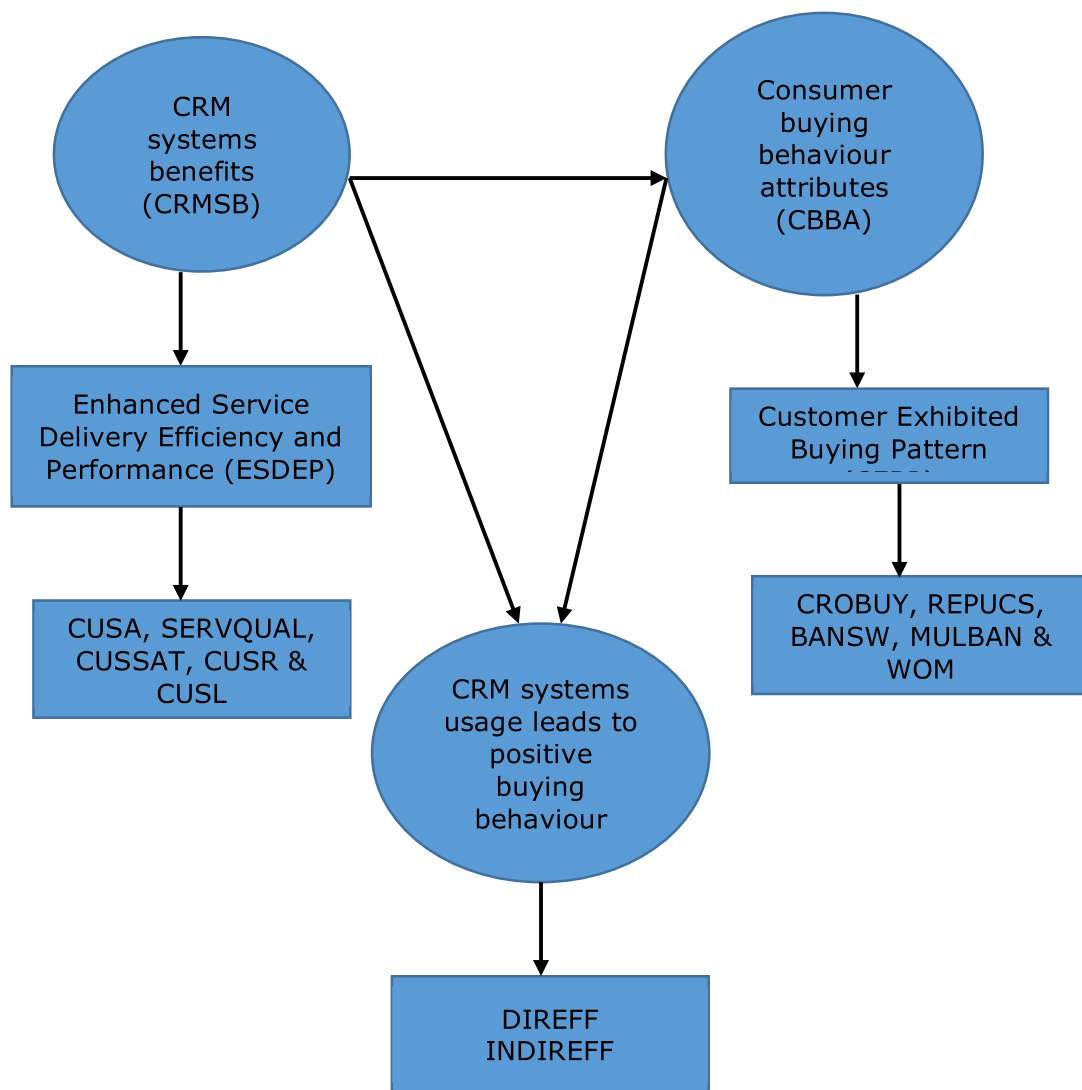 CRM
systems
benefits
(CRMSB)
Consumer
buying
behaviour
attributes
(CBBA)
Enhanced Service
Delivery Efficiency and
Performance (ESDEP)
Customer Exhibited
Buying Pattern
CUSA, SERVQUAL,
CUSSAT, CUSR &
CUSL
CROBUY, REPUCS,
BANSW, MULBAN &
WOM
CRM systems
usage leads to
positive
buying
behaviour
DIREFF
INDIREFF